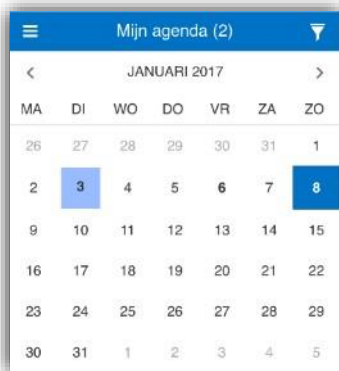 Mijn agenda (2)
JANUARI 2017
MA DI WO DO VR ZA ZO
26 27 28 29 30 31 1
2 3 4 5 6 7 8
9 10 11 12 13 14 15
16 17 18 19 20 21 22
23 24 25 26 27 28 29
30 31 1 2 3 4 5